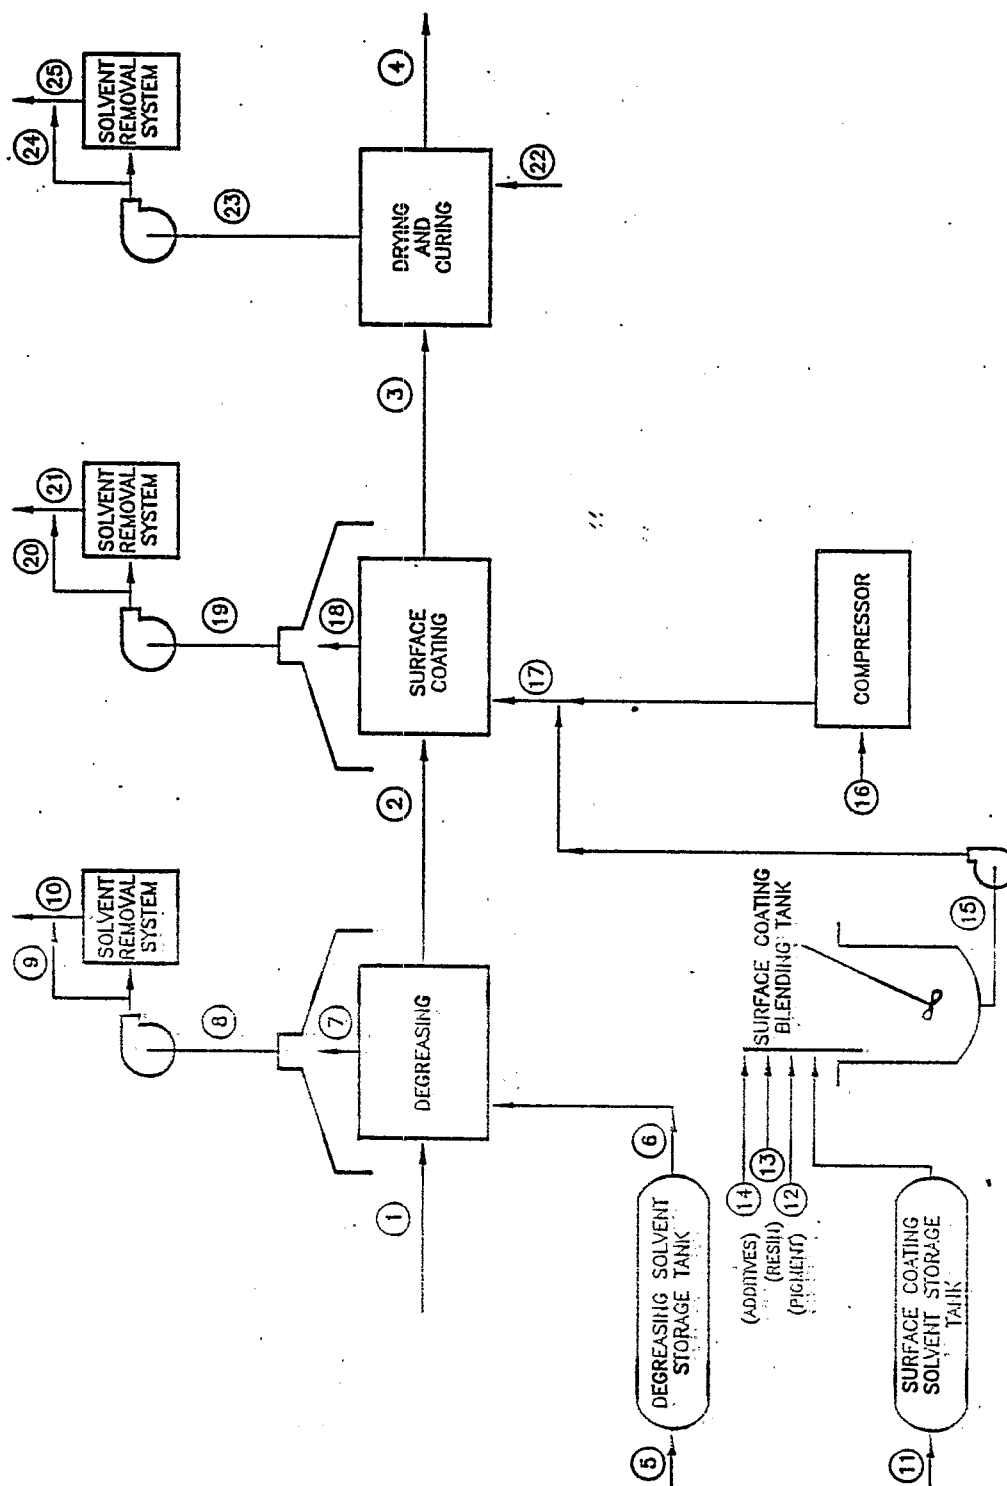 1
DEGREASING
2
SURFACE
COATING
3
DRYING
AND
CURING
4
7
8
9
10
SOLVENT
REMOVAL
SYSTEM
18
19
20
21
SOLVENT
REMOVAL
SYSTEM
22
23
24
25
SOLVENT
REMOVAL
SYSTEM
5
DEGREASING SOLVENT
STORAGE TANK
6
(ADDITIVES)
14
(RESIN)
13
(PIGMENT)
12
SURFACE COATING
BLENDING TANK
11
SURFACE COATING
SOLVENT STORAGE
TANK
15
16
COMPRESSOR
17